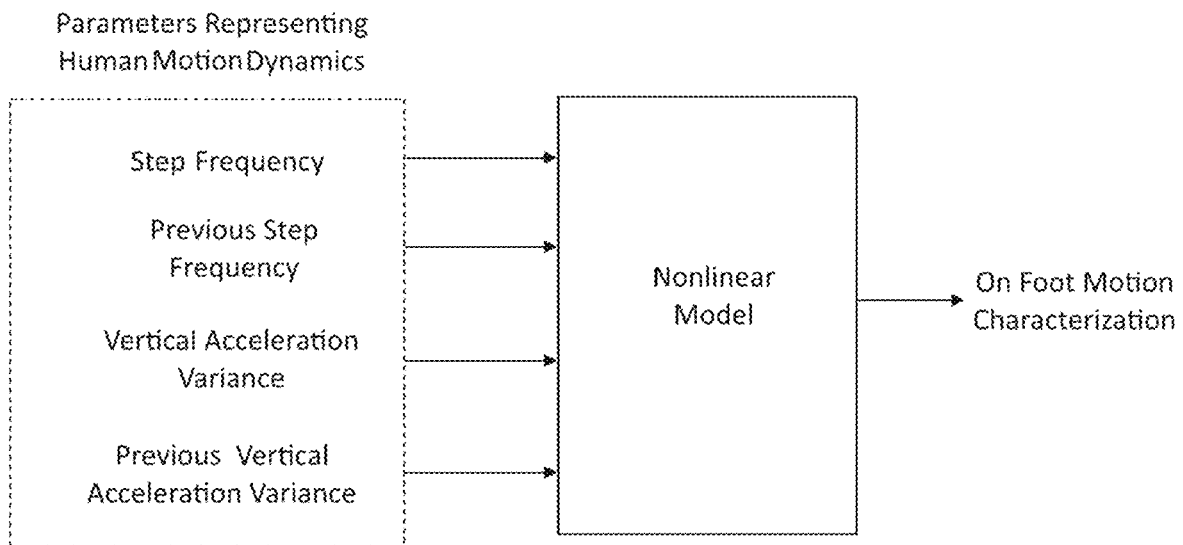 Parameters Representing
Human Motion Dynamics
Step Frequency
Previous Step
Frequency
Vertical Acceleration
Variance
Previous Vertical
Acceleration Variance
Nonlinear
Model
On Foot Motion
Characterization